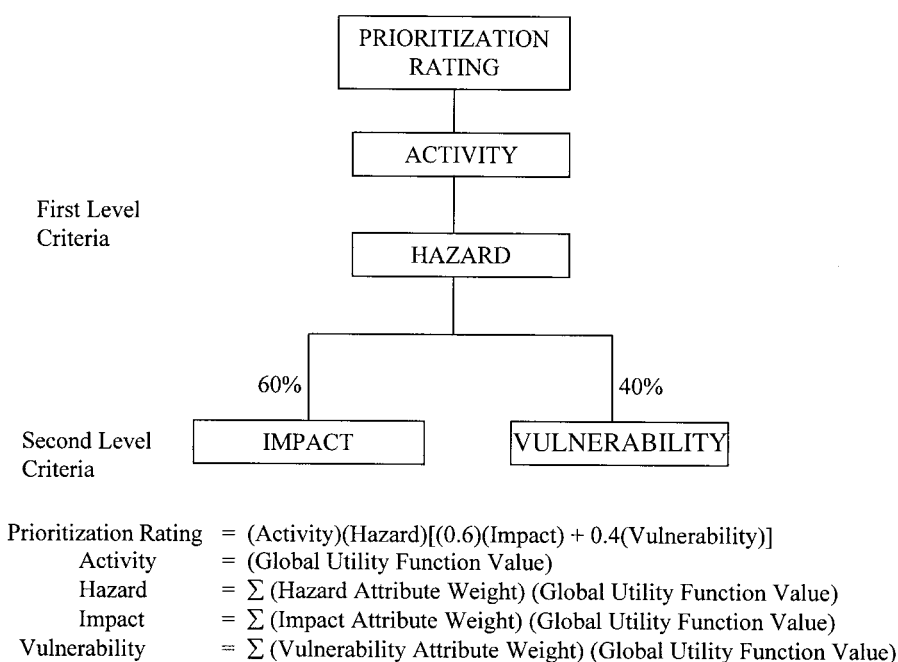 PRIORITIZATION
RATING
ACTIVITY
First Level
Criteria
HAZARD
60%
40%
Second Level
Criteria
IMPACT
VULNERABILITY
Prioritization Rating = (Activity)(Hazard)[(0.6)(Impact) + 0.4(Vulnerability)]
Activity = (Global Utility Function Value)
Hazard = ∑ (Hazard Attribute Weight) (Global Utility Function Value)
Impact = ∑ (Impact Attribute Weight) (Global Utility Function Value)
Vulnerability = ∑ (Vulnerability Attribute Weight) (Global Utility Function Value)